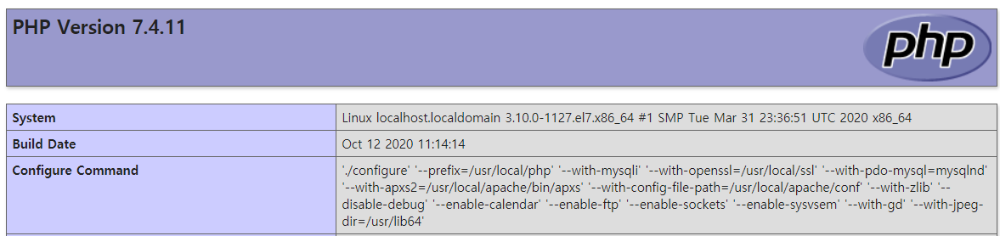 PHP Version 7.4.11
php
System Linux localhost.localdomain 3.10.0-1127.el7.x86_64 #1 SMP Tue Mar 31 23:36:51 UTC 2020 x86_64
Build Date Oct 12 2020 11:14:14
Configure Command './configure' '--prefix=/usr/local/php' '--with-mysqli' '--with-openssl=/usr/local/ssl' '--with-pdo-mysql=mysqlnd'
'--with-apxs2=/usr/local/apache/bin/apxs' '--with-config-file-path=/usr/local/apache/conf' '--with-zlib' '--
disable-debug' '--enable-calendar' '--enable-ftp' '--enable-sockets' '--enable-sysvsem' '--with-gd' '--with-jpeg-
dir=/usr/lib64'